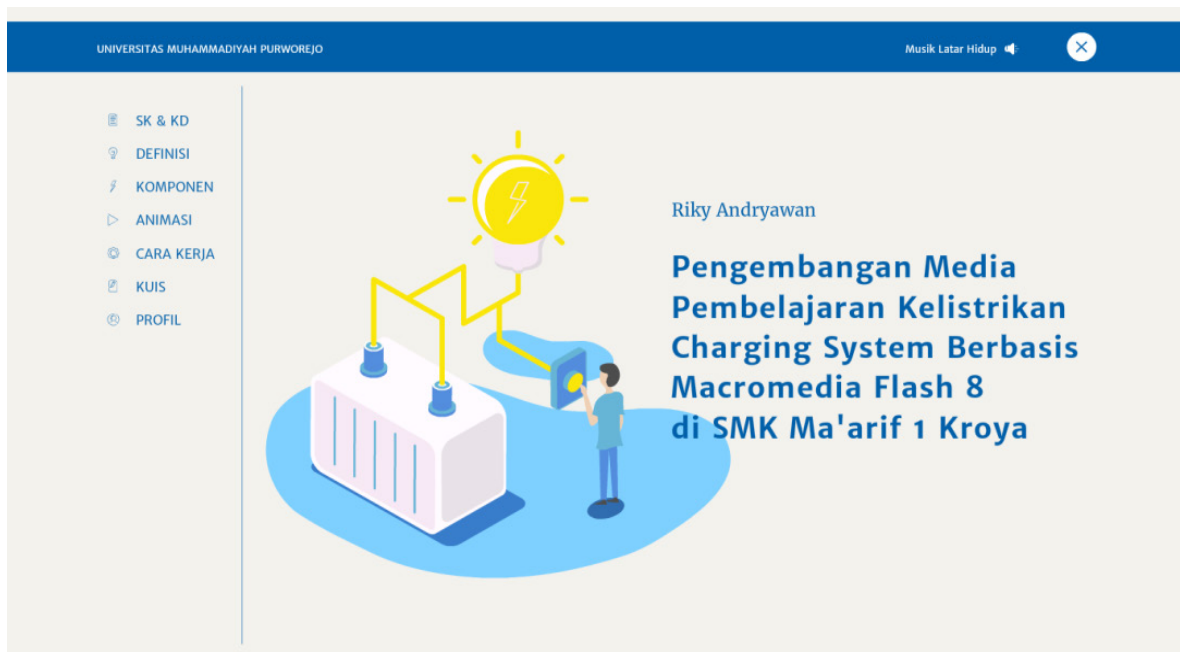 UNIVERSITAS MUHAMMADIYAH PURWOREJO
Musik Latar Hidup
SK & KD
DEFINISI
KOMPONEN
ANIMASI
CARA KERJA
KUIS
PROFIL
Riky Andryawan
Pengembangan Media
Pembelajaran Kelistrikan
Charging System Berbasis
Macromedia Flash 8
di SMK Ma'arif 1 Kroya